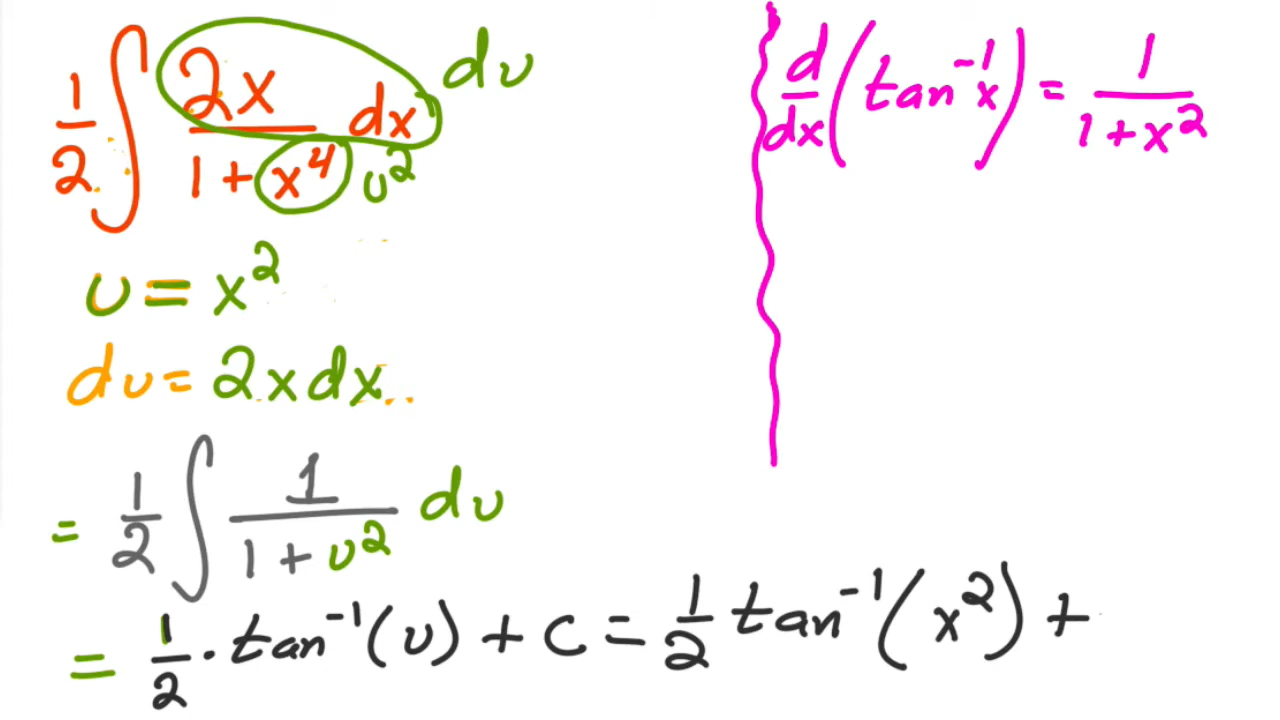 1/2 ∫ 2x/(1 + x⁴) dx du u²
d/dx (tan⁻¹x) = 1/(1 + x²)
u = x²
du = 2x dx
= 1/2 ∫ 1/(1 + u²) du
= 1/2 · tan⁻¹(u) + C = 1/2 tan⁻¹(x²) +